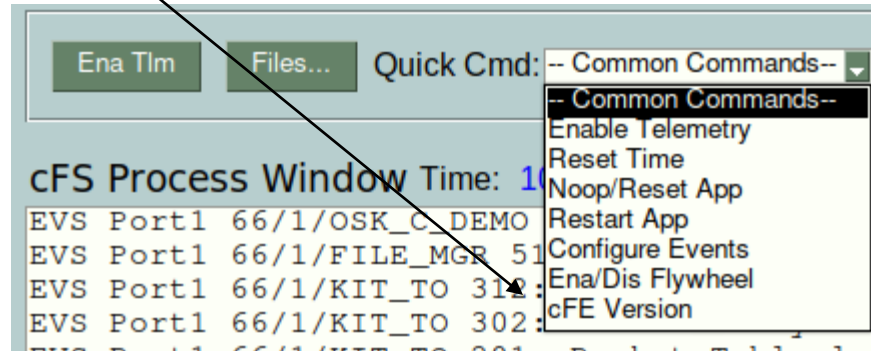 Ena Tlm Files... Quick Cmd: -- Common Commands--
-- Common Commands--
Enable Telemetry
Reset Time
Noop/Reset App
Restart App
Configure Events
Ena/Dis Flywheel
cFE Version
cFS Process Window Time: 10
EVS Port1 66/1/OSK_C_DEMO
EVS Port1 66/1/FILE_MGR 51
EVS Port1 66/1/KIT_TO 312:
EVS Port1 66/1/KIT_TO 302: